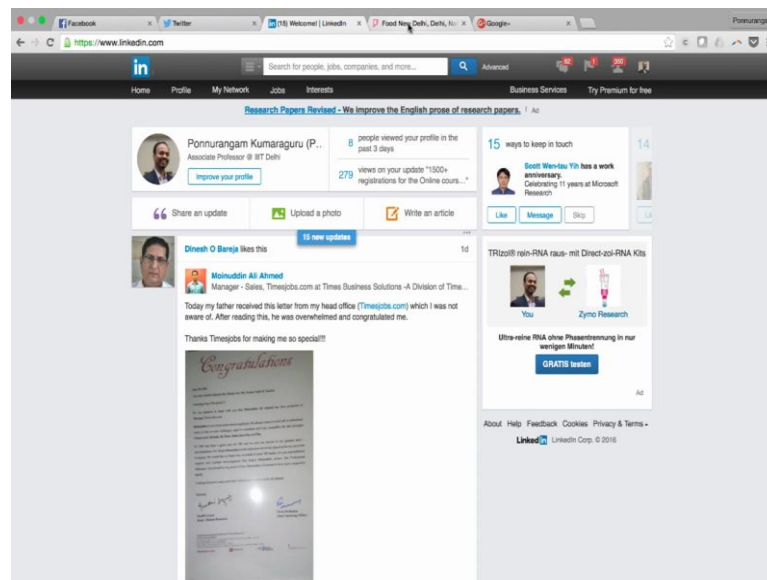 Facebook
Twitter
(15) Welcome! | LinkedIn
Food New Delhi, Delhi,
Google+
Ponnuranga
https://www.linkedin.com
in
Search for people, jobs, companies, and more...
Advanced
Home Profile My Network Jobs Interests
Business Services Try Premium for free
Research Papers Revised - We improve the English prose of research papers. | Ad
Ponnurangam Kumaraguru (P..
Associate Professor @ IIIT Delhi
Improve your profile
8 people viewed your profile in the
past 3 days
279 views on your update "1500+
registrations for the Online cours..."
15 ways to keep in touch
14
Scott Wen-tau Yih has a work
anniversary.
Celebrating 11 years at Microsoft
Research
Like Message Skip
Share an update
Upload a photo
Write an article
15 new updates
Dinesh O Bareja likes this
1d
Moinuddin Ali Ahmed
Manager - Sales, Timesjobs.com at Times Business Solutions -A Division of Time...
Today my father received this letter from my head office (Timesjobs.com) which I was not
aware of. After reading this, he was overwhelmed and congratulated me.
Thanks Timesjobs for making me so special!!!
Congratulations
TRIzol® rein-RNA raus- mit Direct-zol-RNA Kits
You
Zymo Research
Ultra-reine RNA ohne Phasentrennung in nur
wenigen Minuten!
GRATIS testen
Ad
About Help Feedback Cookies Privacy & Terms
LinkedIn LinkedIn Corp. © 2016